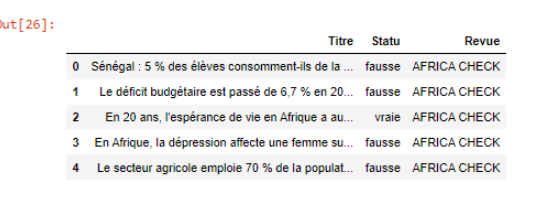 Out[26]:
Titre Statu Revue
0 Sénégal : 5 % des élèves consomment-ils de la ... fausse AFRICA CHECK
1 Le déficit budgétaire est passé de 6,7 % en 20... fausse AFRICA CHECK
2 En 20 ans, l'espérance de vie en Afrique a au... vraie AFRICA CHECK
3 En Afrique, la dépression affecte une femme su... fausse AFRICA CHECK
4 Le secteur agricole emploie 70 % de la populat... fausse AFRICA CHECK